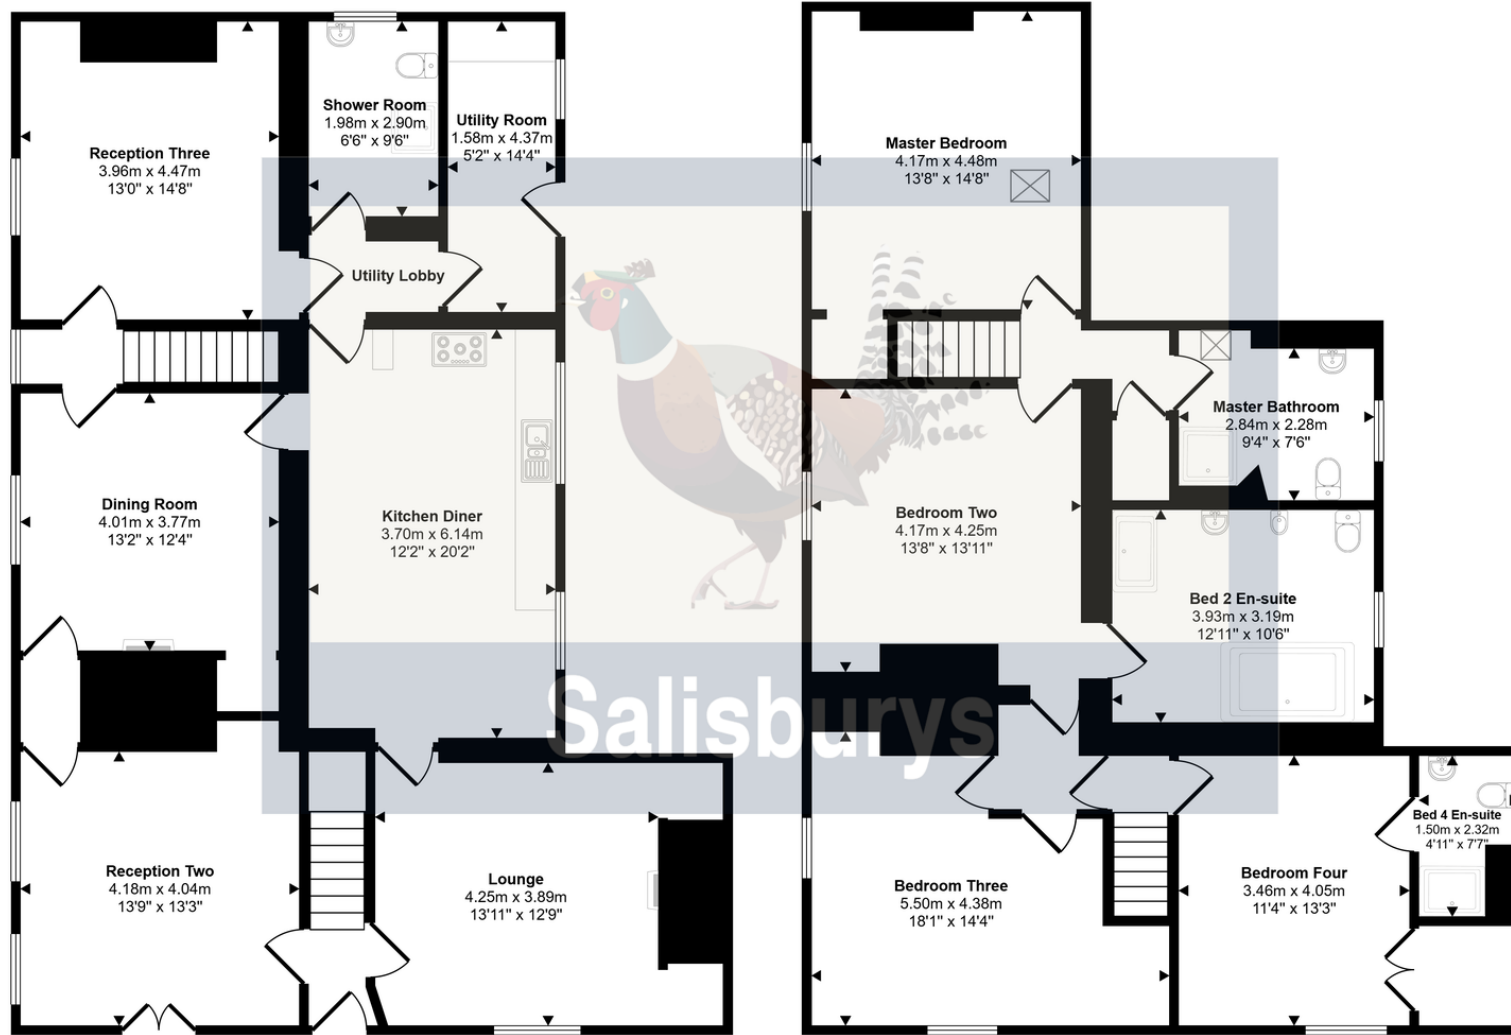 Reception Three
3.96m x 4.47m
13'0" x 14'8"
Shower Room
1.98m x 2.90m
6'6" x 9'6"
Utility Room
1.58m x 4.37m
5'2" x 14'4"
Utility Lobby
Dining Room
4.01m x 3.77m
13'2" x 12'4"
Kitchen Diner
3.70m x 6.14m
12'2" x 20'2"
Reception Two
4.18m x 4.04m
13'9" x 13'3"
Lounge
4.25m x 3.89m
13'11" x 12'9"
Master Bedroom
4.17m x 4.48m
13'8" x 14'8"
Master Bathroom
2.84m x 2.28m
9'4" x 7'6"
Bedroom Two
4.17m x 4.25m
13'8" x 13'11"
Bed 2 En-suite
3.93m x 3.19m
12'11" x 10'6"
Salisburys
Bedroom Three
5.50m x 4.38m
18'1" x 14'4"
Bedroom Four
3.46m x 4.05m
11'4" x 13'3"
Bed 4 En-suite
1.50m x 2.32m
4'11" x 7'7"